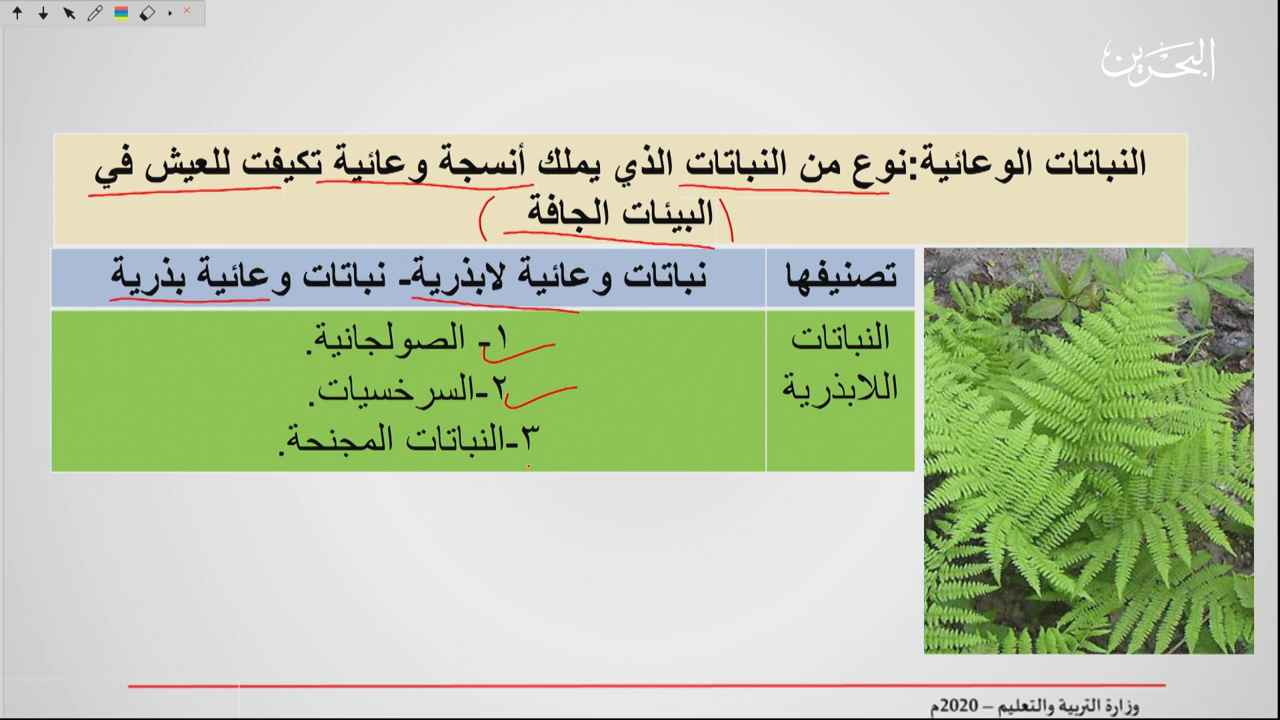 البحرين
النباتات الوعائية:نوع من النباتات الذي يملك أنسجة وعائية تكيفت للعيش في
البيئات الجافة
تصنيفها
نباتات وعائية لابذرية- نباتات وعائية بذرية
النباتات
اللابذرية
١- الصولجانية.
٢-السرخسيات.
٣-النباتات المجنحة.
وزارة التربية والتعليم – 2020م